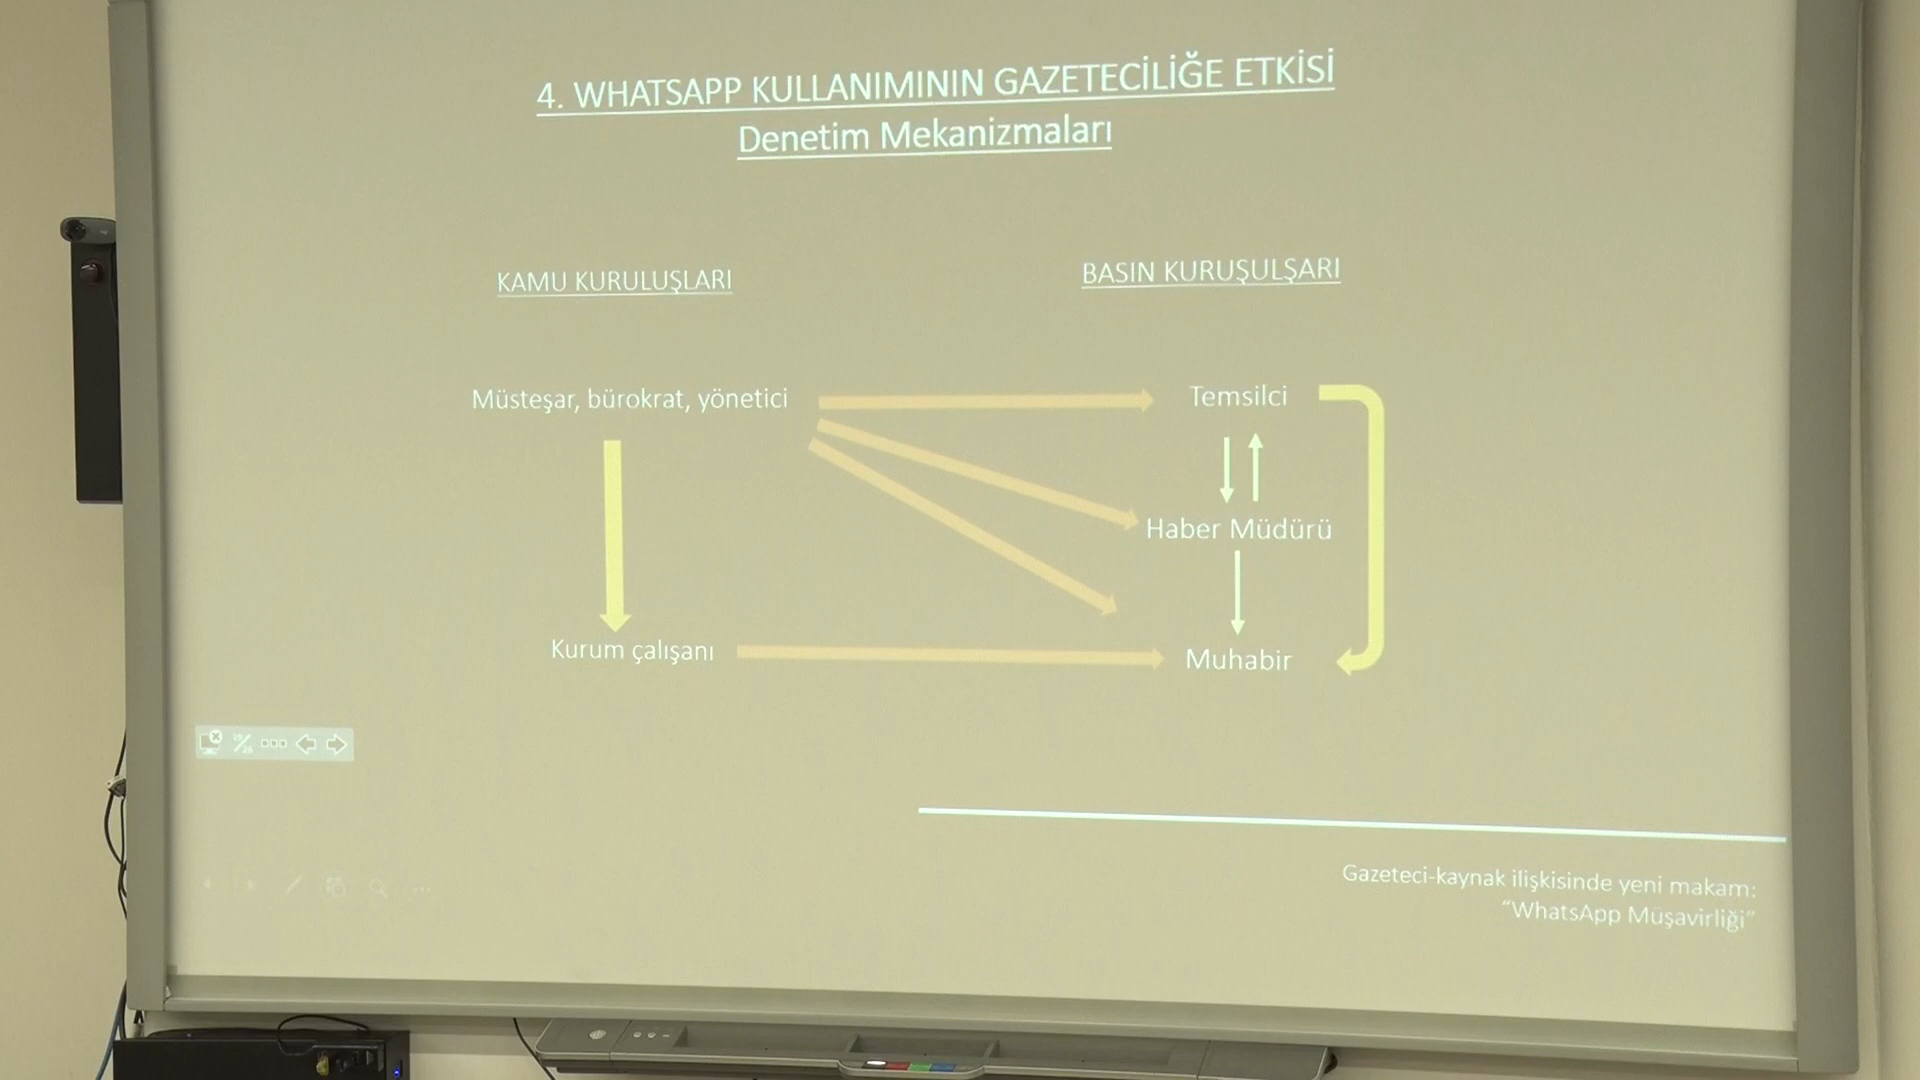 4. WHATSAPP KULLANIMININ GAZETECİLİĞE ETKİSİ
Denetim Mekanizmaları
KAMU KURULUŞLARI
BASIN KURUŞULŞARI
Müsteşar, bürokrat, yönetici
Temsilci
Haber Müdürü
Kurum çalışanı
Muhabir
Gazeteci-kaynak ilişkisinde yeni makam:
“WhatsApp Müşavirliği”